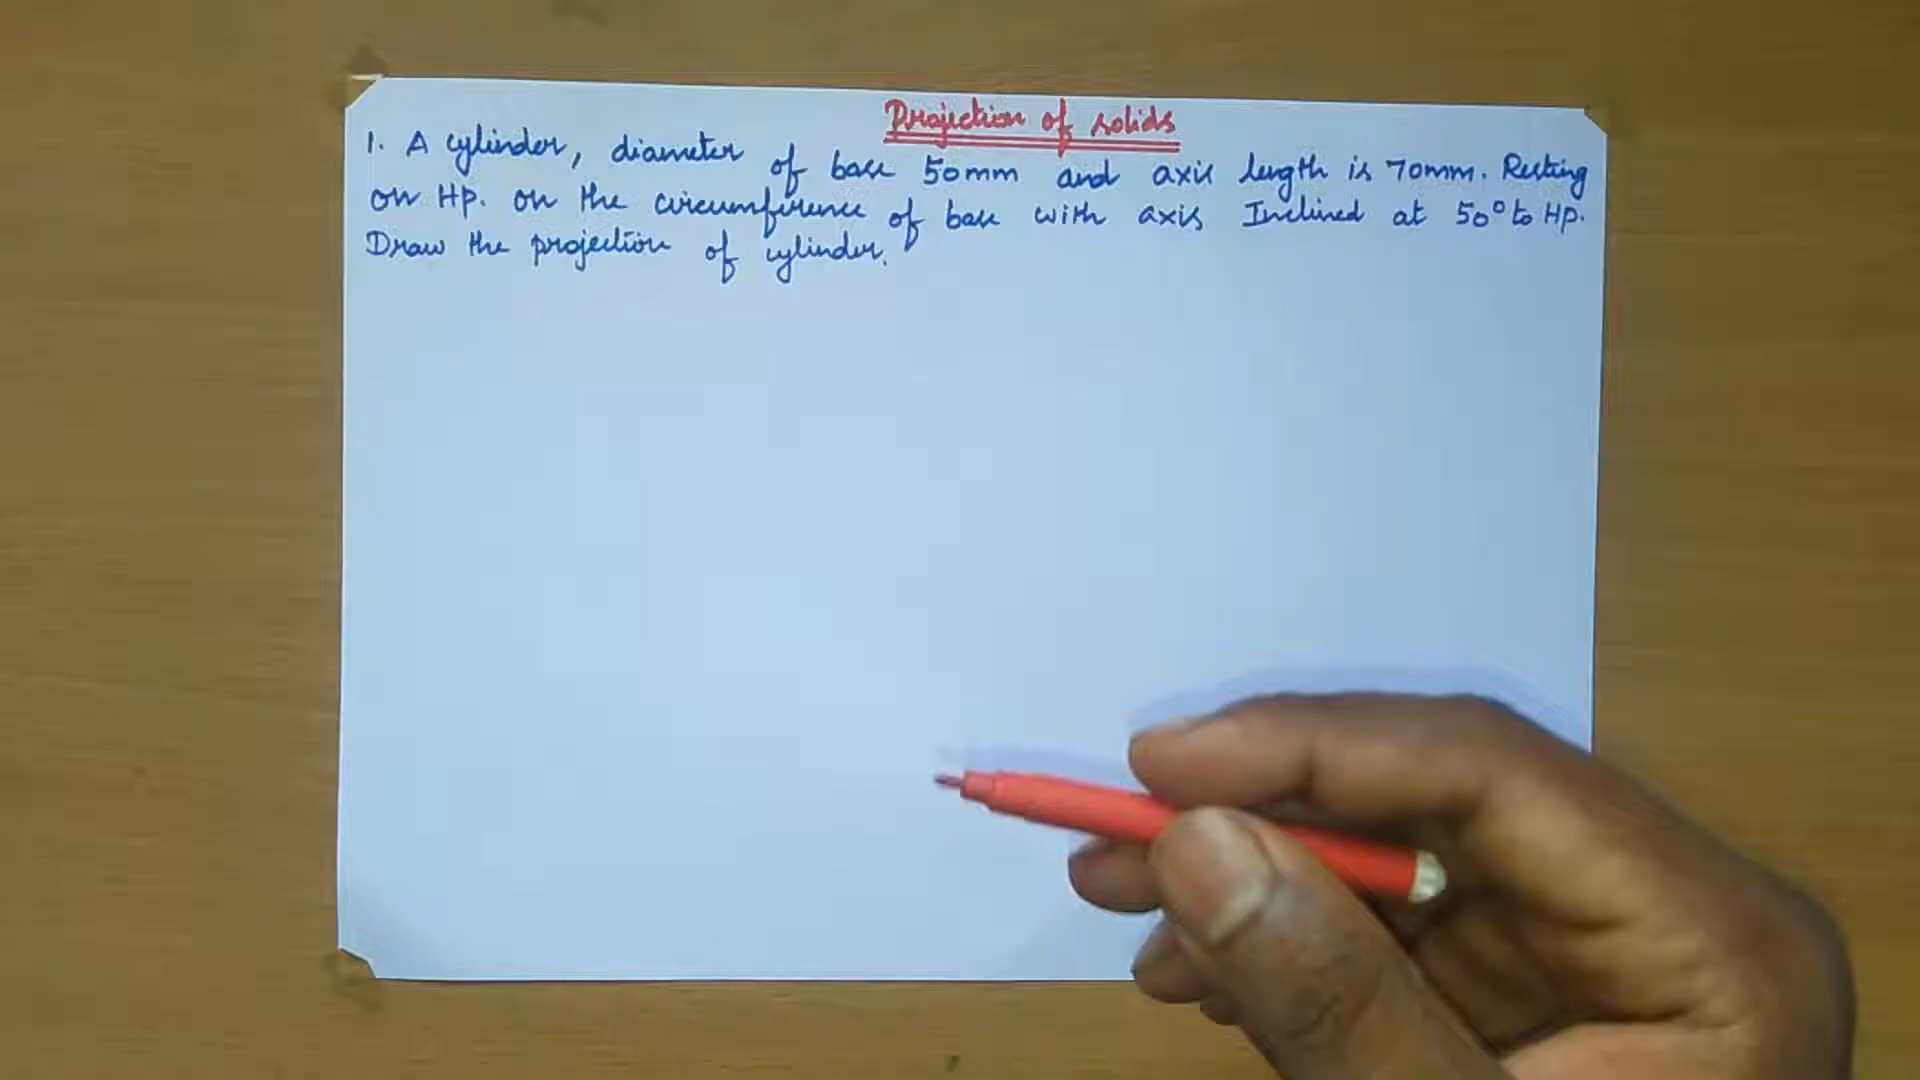 Projection of solids
1. A cylinder, diameter of base 50mm and axis length is 70mm. Resting
on HP. on the circumference of base with axis Inclined at 50° to HP.
Draw the projection of cylinder.